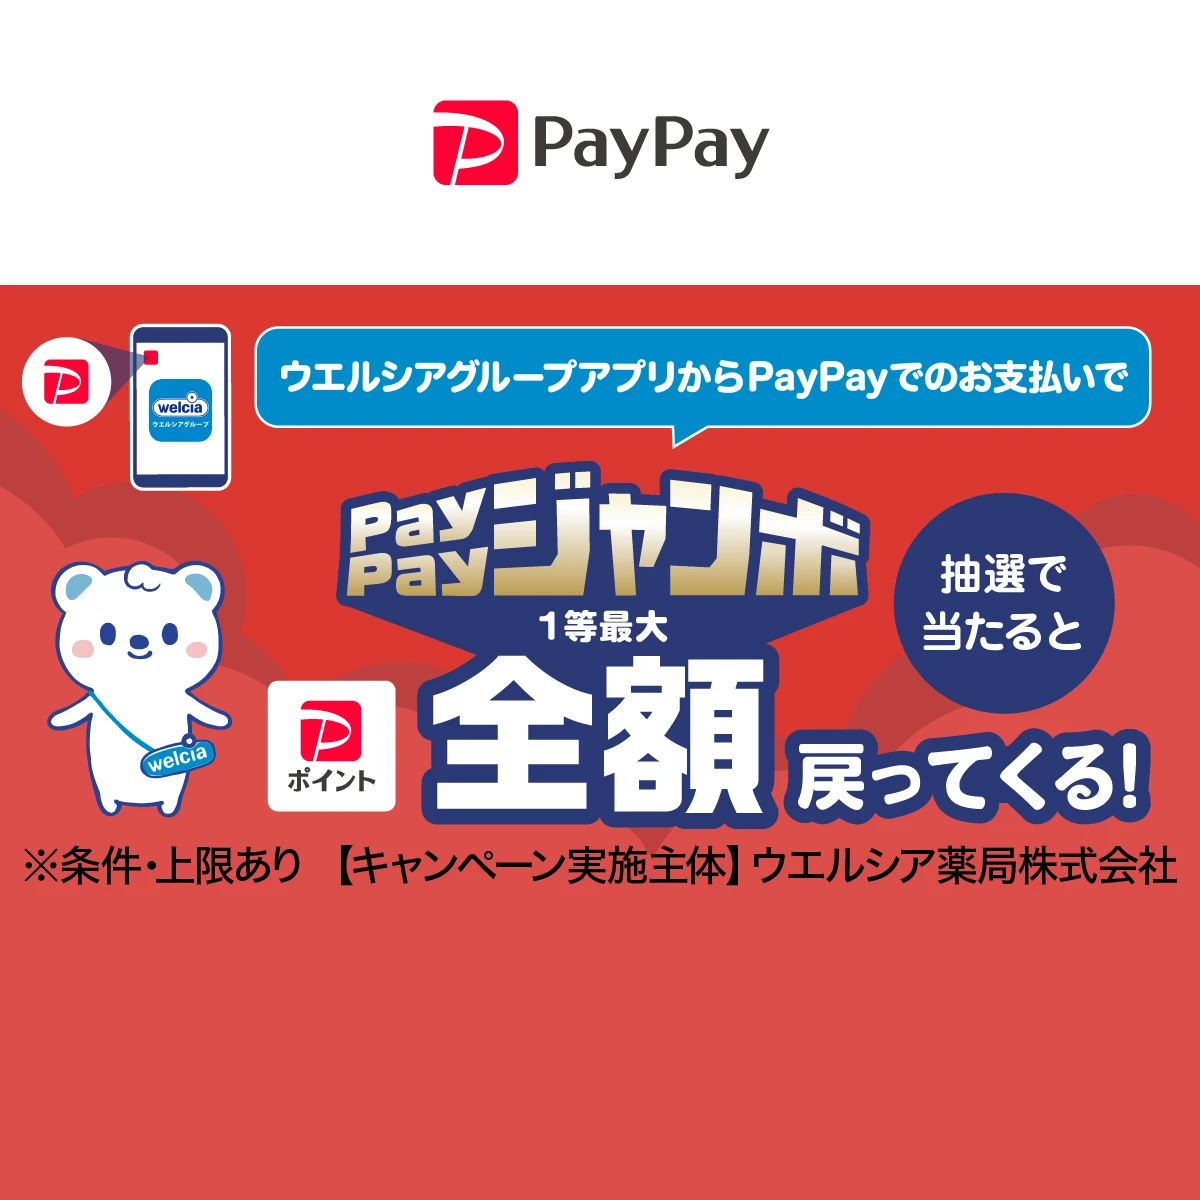 PayPay
ウエルシアグループアプリからPayPayでのお支払いで
welcia
ウエルシアグループ
PayPayジャンボ
1等最大
抽選で
当たると
全額戻ってくる!
ポイント
welcia
※条件・上限あり 【キャンペーン実施主体】ウエルシア薬局株式会社